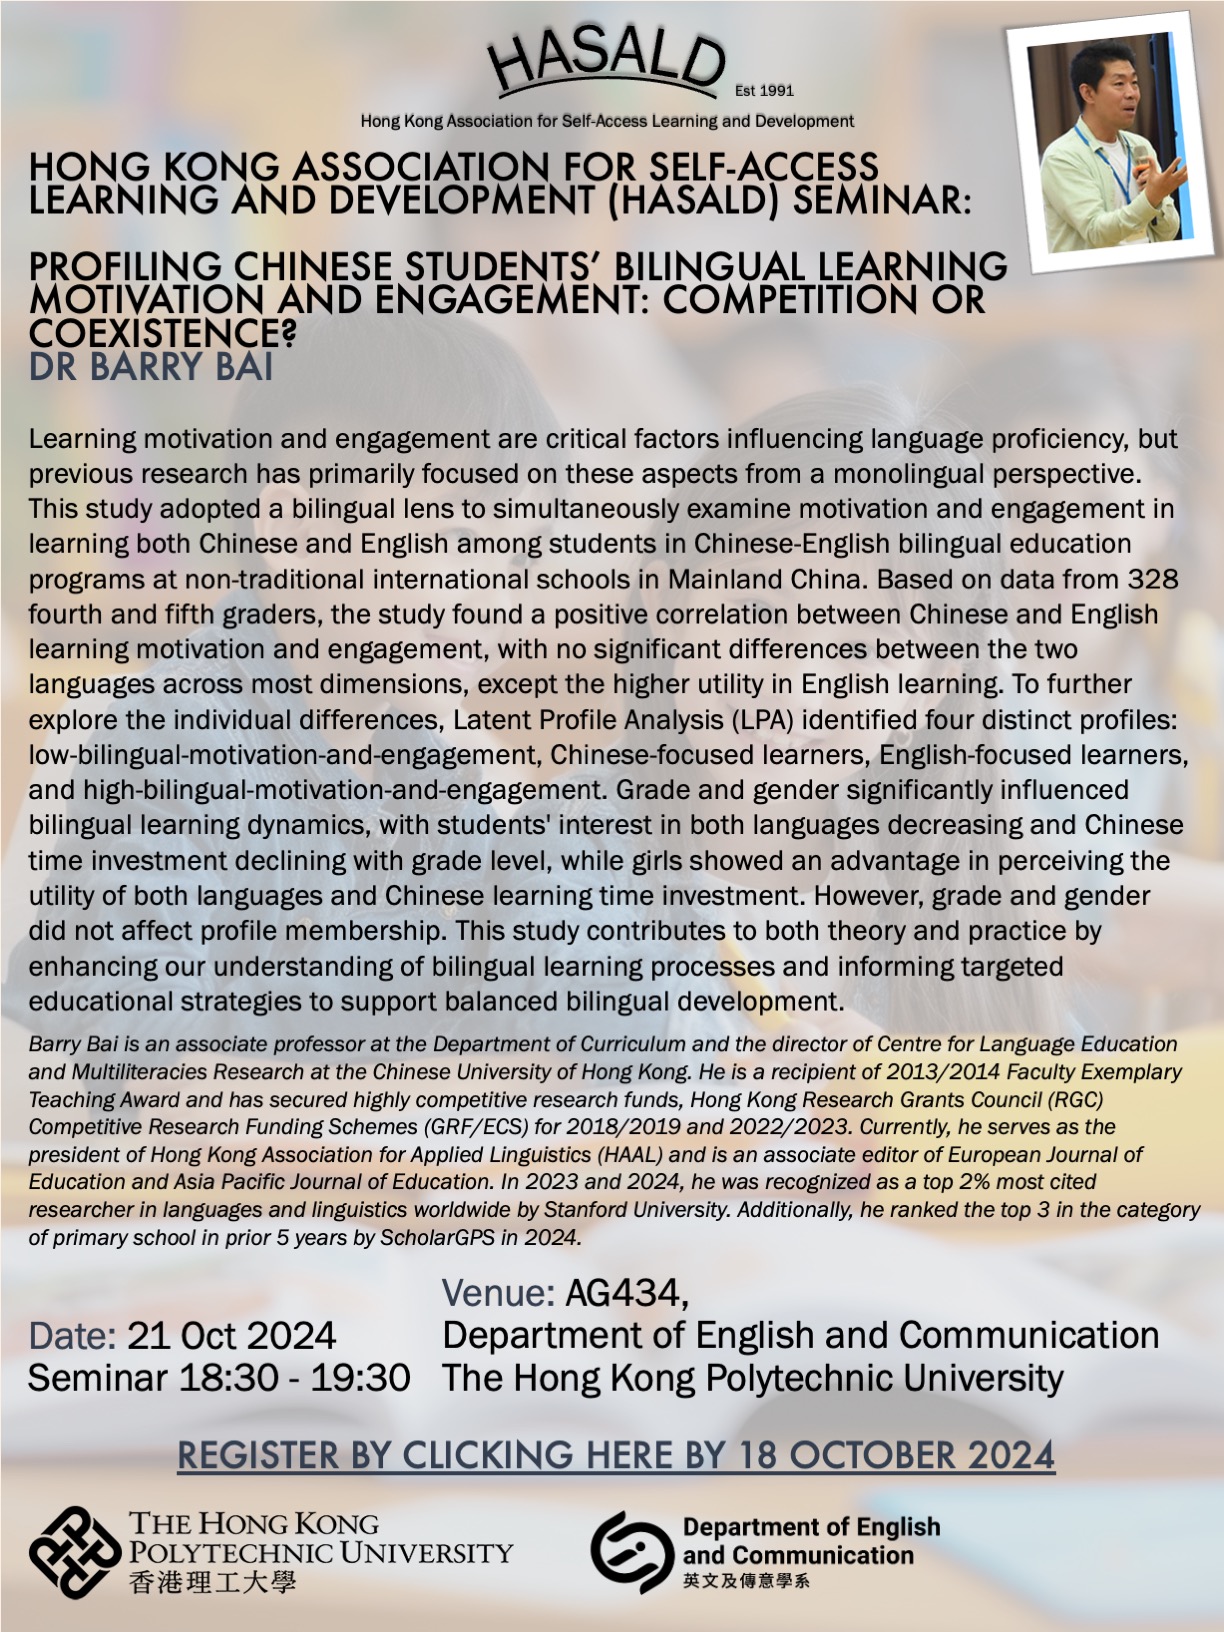 HASALD
Est 1991
Hong Kong Association for Self-Access Learning and Development
HONG KONG ASSOCIATION FOR SELF-ACCESS
LEARNING AND DEVELOPMENT (HASALD) SEMINAR:
PROFILING CHINESE STUDENTS’ BILINGUAL LEARNING
MOTIVATION AND ENGAGEMENT: COMPETITION OR
COEXISTENCE?
DR BARRY BAI
Learning motivation and engagement are critical factors influencing language proficiency, but
previous research has primarily focused on these aspects from a monolingual perspective.
This study adopted a bilingual lens to simultaneously examine motivation and engagement in
learning both Chinese and English among students in Chinese-English bilingual education
programs at non-traditional international schools in Mainland China. Based on data from 328
fourth and fifth graders, the study found a positive correlation between Chinese and English
learning motivation and engagement, with no significant differences between the two
languages across most dimensions, except the higher utility in English learning. To further
explore the individual differences, Latent Profile Analysis (LPA) identified four distinct profiles:
low-bilingual-motivation-and-engagement, Chinese-focused learners, English-focused learners,
and high-bilingual-motivation-and-engagement. Grade and gender significantly influenced
bilingual learning dynamics, with students' interest in both languages decreasing and Chinese
time investment declining with grade level, while girls showed an advantage in perceiving the
utility of both languages and Chinese learning time investment. However, grade and gender
did not affect profile membership. This study contributes to both theory and practice by
enhancing our understanding of bilingual learning processes and informing targeted
educational strategies to support balanced bilingual development.
Barry Bai is an associate professor at the Department of Curriculum and the director of Centre for Language Education
and Multiliteracies Research at the Chinese University of Hong Kong. He is a recipient of 2013/2014 Faculty Exemplary
Teaching Award and has secured highly competitive research funds, Hong Kong Research Grants Council (RGC)
Competitive Research Funding Schemes (GRF/ECS) for 2018/2019 and 2022/2023. Currently, he serves as the
president of Hong Kong Association for Applied Linguistics (HAAL) and is an associate editor of European Journal of
Education and Asia Pacific Journal of Education. In 2023 and 2024, he was recognized as a top 2% most cited
researcher in languages and linguistics worldwide by Stanford University. Additionally, he ranked the top 3 in the category
of primary school in prior 5 years by ScholarGPS in 2024.
Date: 21 Oct 2024
Seminar 18:30 - 19:30
Venue: AG434,
Department of English and Communication
The Hong Kong Polytechnic University
REGISTER BY CLICKING HERE BY 18 OCTOBER 2024
THE HONG KONG
POLYTECHNIC UNIVERSITY
香港理工大學
Department of English
and Communication
英文及傳意學系